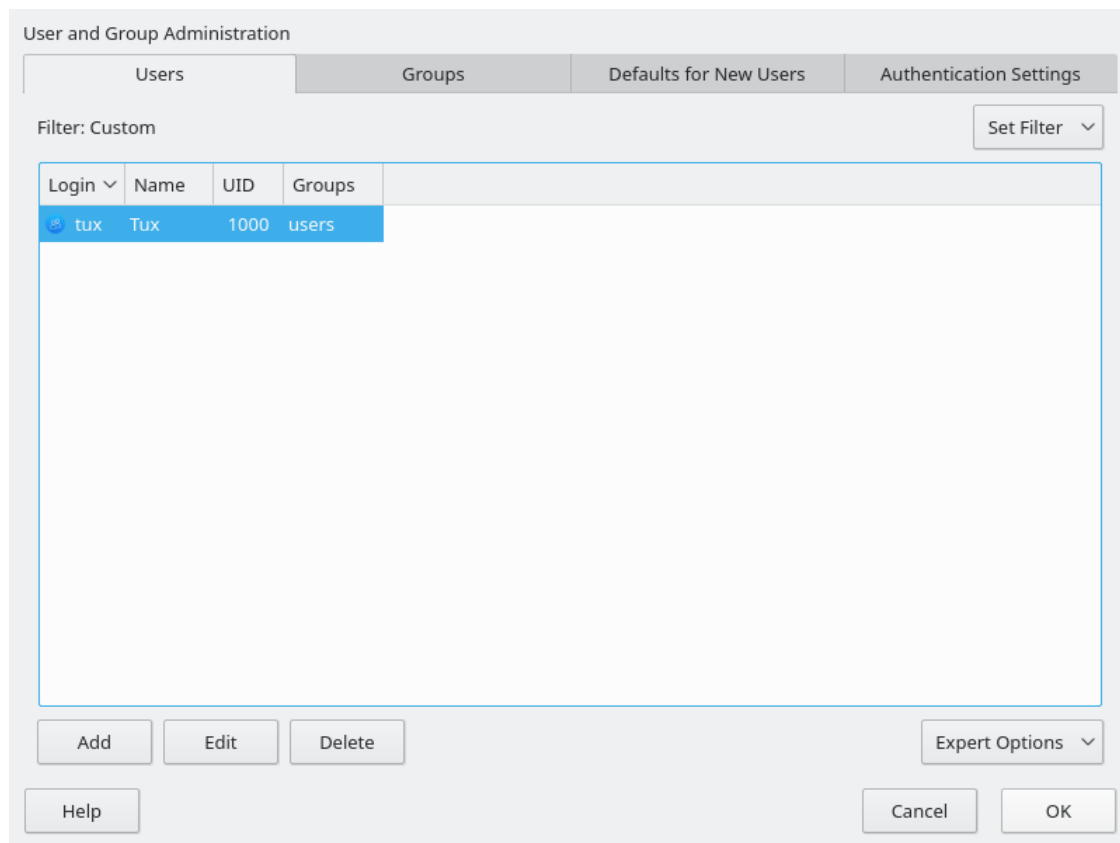 User and Group Administration
Users Groups Defaults for New Users Authentication Settings
Filter: Custom Set Filter
Login Name UID Groups
tux Tux 1000 users
Add Edit Delete Expert Options
Help Cancel OK